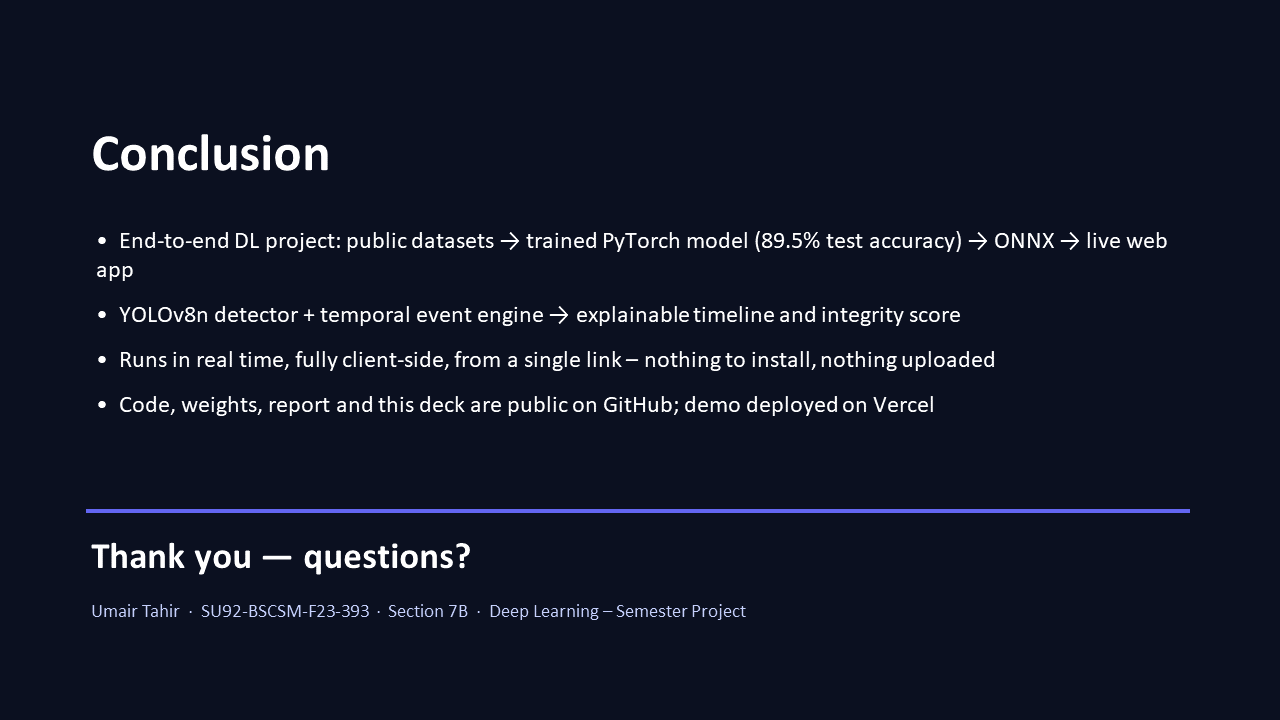 Conclusion
• End-to-end DL project: public datasets → trained PyTorch model (89.5% test accuracy) → ONNX → live web
app
• YOLOv8n detector + temporal event engine → explainable timeline and integrity score
• Runs in real time, fully client-side, from a single link – nothing to install, nothing uploaded
• Code, weights, report and this deck are public on GitHub; demo deployed on Vercel
Thank you — questions?
Umair Tahir · SU92-BSCSM-F23-393 · Section 7B · Deep Learning – Semester Project